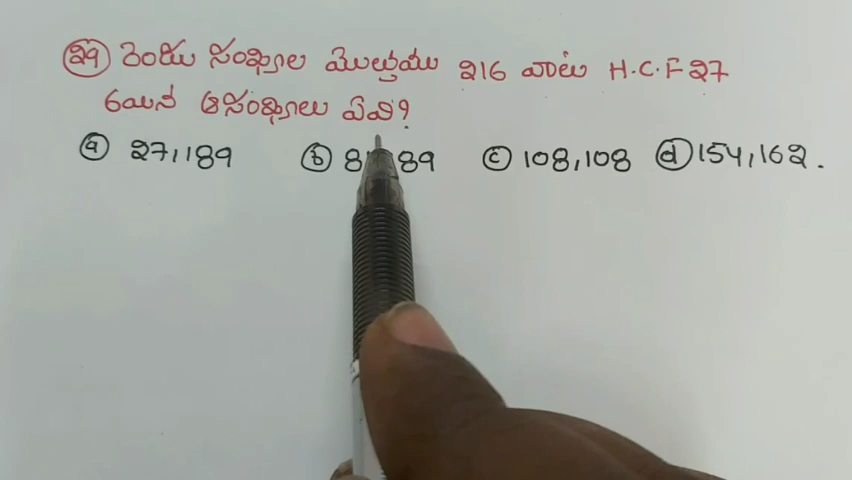 29 రెండు సంఖ్యల మొత్తము 216 వాటి H.C.F 27
అయిన ఆ సంఖ్యలు ఏవి?
a 27,189 b 8 89 c 108,108 d 154,162.